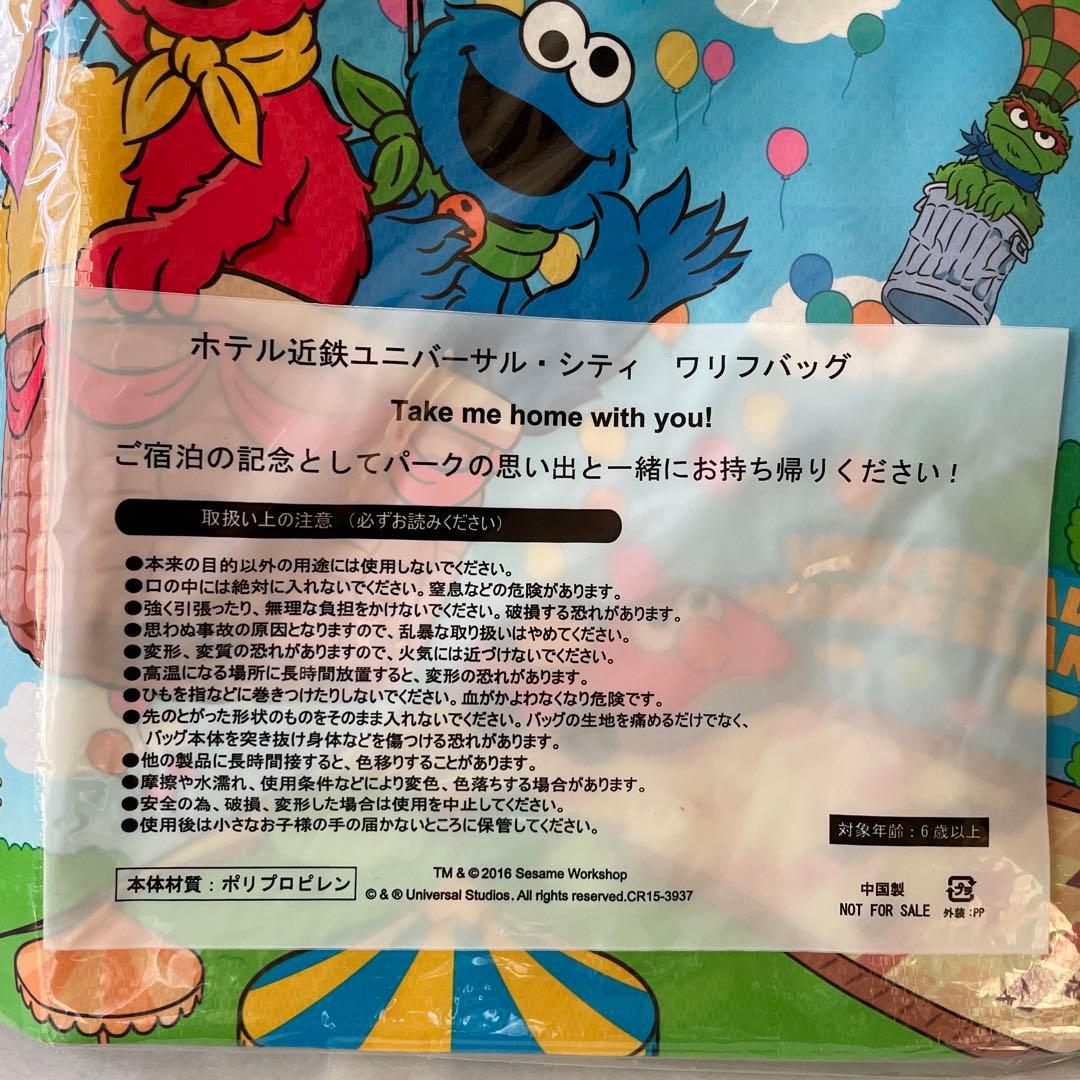 ホテル近鉄ユニバーサル・シティ　ワリフバッグ
Take me home with you!
ご宿泊の記念としてパークの思い出と一緒にお持ち帰りください！
取扱い上の注意（必ずお読みください）
●本来の目的以外の用途には使用しないでください。
●口の中には絶対に入れないでください。窒息などの危険があります。
●強く引張ったり、無理な負担をかけないでください。破損する恐れがあります。
●思わぬ事故の原因となりますので、乱暴な取り扱いはやめてください。
●変形、変質の恐れがありますので、火気には近づけないでください。
●高温になる場所に長時間放置すると、変形の恐れがあります。
●ひもを指などに巻きつけたりしないでください。血がかよわなくなり危険です。
●先のとがった形状のものをそのまま入れないでください。バッグの生地を痛めるだけでなく、
バッグ本体を突き抜け身体などを傷つける恐れがあります。
●他の製品に長時間接すると、色移りすることがあります。
●摩擦や水濡れ、使用条件などにより変色、色落ちする場合があります。
●安全の為、破損、変形した場合は使用を中止してください。
●使用後は小さなお子様の手の届かないところに保管してください。
対象年齢：6歳以上
本体材質：ポリプロピレン
TM & © 2016 Sesame Workshop
© & ® Universal Studios. All rights reserved.CR15-3937
中国製
NOT FOR SALE
プラ
外装：PP